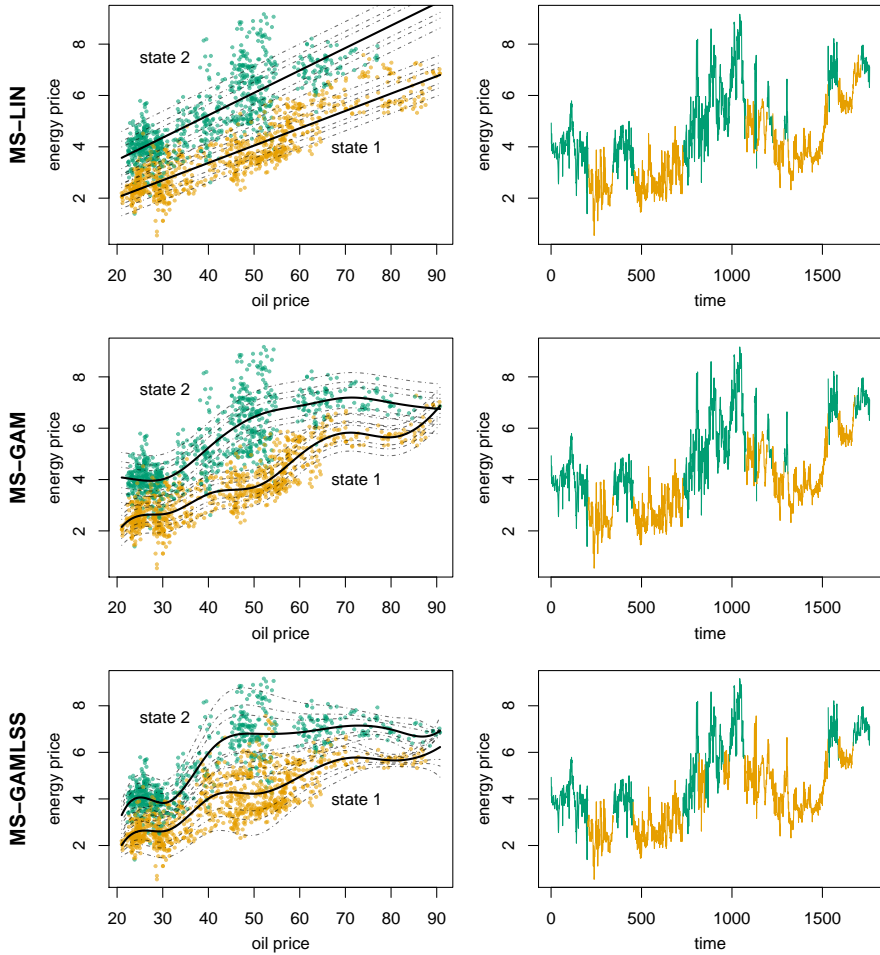 MS−LIN
energy price
8
6
4
2
state 2
state 1
20 30 40 50 60 70 80 90
oil price
energy price
8
6
4
2
0 500 1000 1500
time
MS−GAM
energy price
8
6
4
2
state 2
state 1
20 30 40 50 60 70 80 90
oil price
energy price
8
6
4
2
0 500 1000 1500
time
MS−GAMLSS
energy price
8
6
4
2
state 2
state 1
20 30 40 50 60 70 80 90
oil price
energy price
8
6
4
2
0 500 1000 1500
time